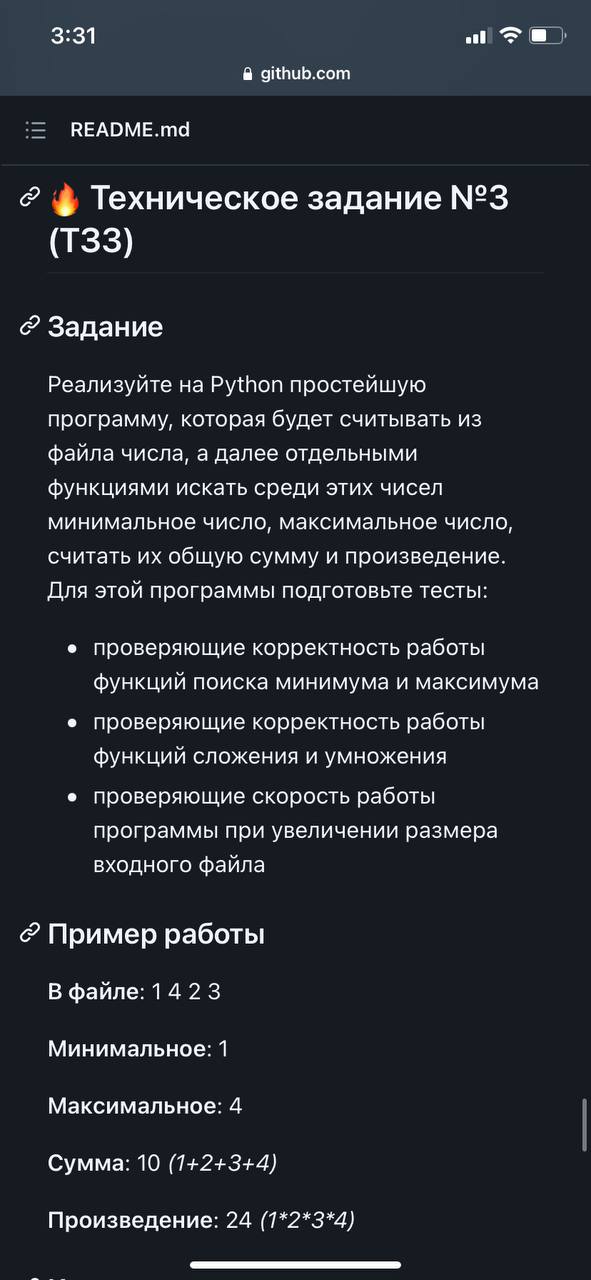 3:31
github.com
README.md
🔥 Техническое задание №3
(ТЗ3)
Задание
Реализуйте на Python простейшую
программу, которая будет считывать из
файла числа, а далее отдельными
функциями искать среди этих чисел
минимальное число, максимальное число,
считать их общую сумму и произведение.
Для этой программы подготовьте тесты:
• проверяющие корректность работы
функций поиска минимума и максимума
• проверяющие корректность работы
функций сложения и умножения
• проверяющие скорость работы
программы при увеличении размера
входного файла
Пример работы
В файле: 1 4 2 3
Минимальное: 1
Максимальное: 4
Сумма: 10 (1+2+3+4)
Произведение: 24 (1*2*3*4)